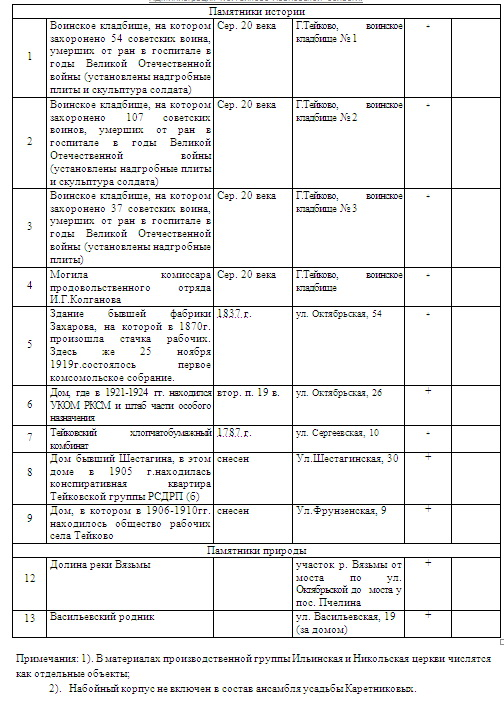 Памятники истории
1
Воинское кладбище, на котором
захоронено 54 советских воина,
умерших от ран в госпитале в
годы Великой Отечественной
войны (установлены надгробные
плиты и скульптура солдата)
Сер. 20 века
Г.Тейково, воинское
кладбище № 1
-
2
Воинское кладбище, на котором
захоронено 107 советских
воинов, умерших от ран в
госпитале в годы Великой
Отечественной войны
(установлены надгробные плиты
и скульптура солдата)
Сер. 20 века
Г.Тейково, воинское
кладбище № 2
-
3
Воинское кладбище, на котором
захоронено 37 советских воина,
умерших от ран в госпитале в
годы Великой Отечественной
войны (установлены надгробные
плиты)
Сер. 20 века
Г.Тейково, воинское
кладбище № 3
-
4
Могила комиссара
продовольственного отряда
И.Г.Колганова
Сер. 20 века
Г.Тейково, воинское
кладбище
-
5
Здание бывшей фабрики
Захарова, на которой в 1870г.
произошла стачка рабочих.
Здесь же 25 ноября
1919г.состоялось первое
комсомольское собрание.
1837 г.
ул. Октябрьская, 54
-
6
Дом, где в 1921-1924 гг. находился
УКОМ РКСМ и штаб части особого
назначения
втор. п. 19 в.
ул. Октябрьская, 26
+
7
Тейковский хлопчатобумажный
комбинат
1787 г.
ул. Сергеевская, 10
-
8
Дом бывший Шестагина, в этом
доме в 1905 г.находилась
конспиративная квартира
Тейковской группы РСДРП (б)
снесен
Ул.Шестагинская, 30
+
9
Дом, в котором в 1906-1910гг.
находилось общество рабочих
села Тейково
снесен
Ул.Фрунзенская, 9
+
Памятники природы
12
Долина реки Вязьмы
участок р. Вязьмы от
моста по ул.
Октябрьской до моста у
пос. Пчелина
+
13
Васильевский родник
ул. Васильевская, 19
(за домом)
+
Примечания: 1). В материалах производственной группы Ильинская и Никольская церкви числятся
как отдельные объекты;
2). Набойный корпус не включен в состав ансамбля усадьбы Каретниковых.